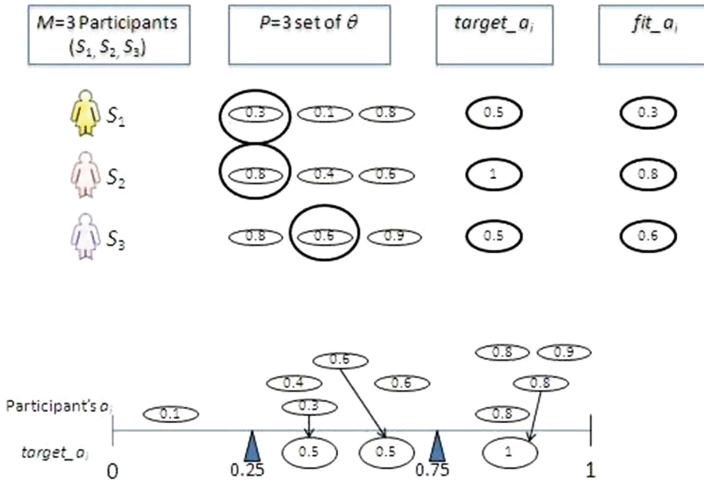 M=3 Participants
(S1, S2, S3)
P=3 set of θ
target_ai
fit_ai
S1 0.3 0.1 0.8 0.5 0.3
S2 0.8 0.4 0.6 1 0.8
S3 0.8 0.6 0.9 0.5 0.6
0.8 0.9
0.6
0.4 0.6 0.8
0.3
Participant's ai 0.1 0.8
target_ai 0.5 0.5 1
0 0.25 0.75 1